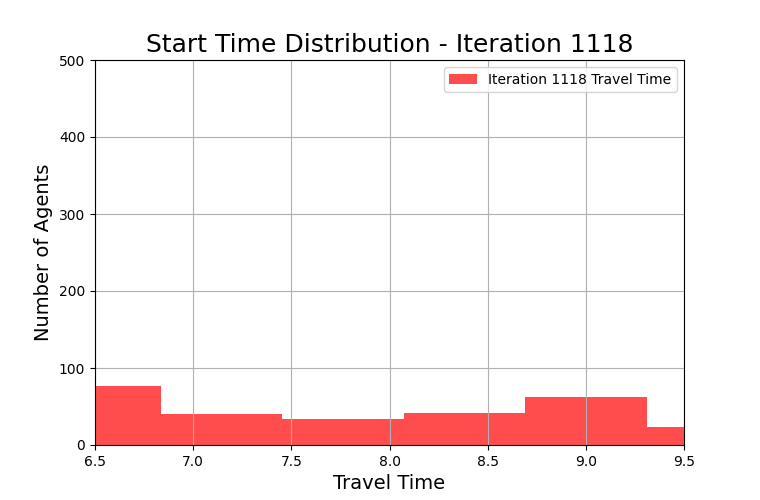 Start Time Distribution - Iteration 1118
Iteration 1118 Travel Time
Number of Agents
500
400
300
200
100
0
6.5 7.0 7.5 8.0 8.5 9.0 9.5
Travel Time